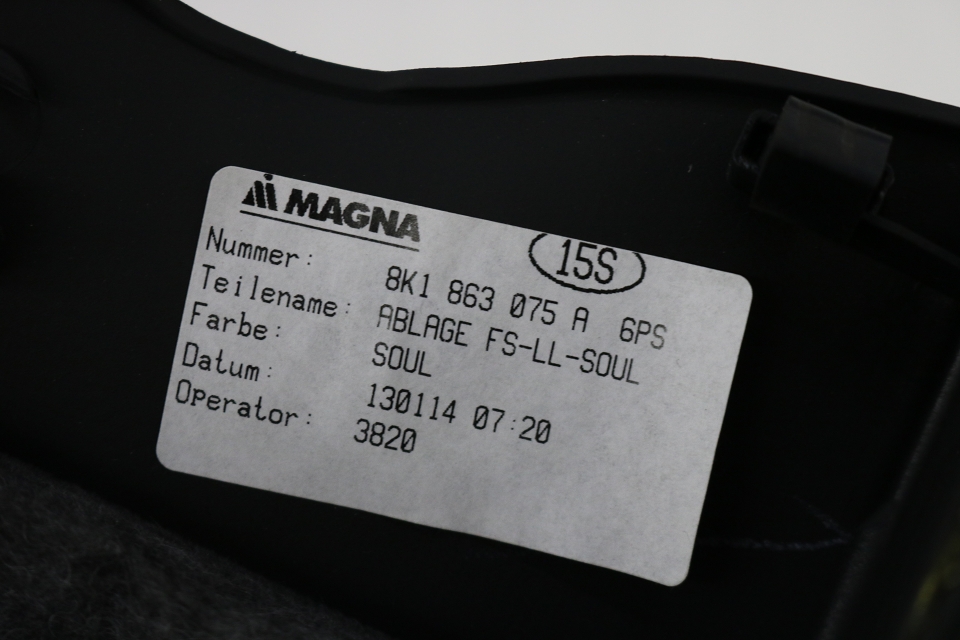 MAGNA
15S
Nummer: 8K1 863 075 A 6PS
Teilename: ABLAGE FS-LL-SOUL
Farbe: SOUL
Datum: 130114 07:20
Operator: 3820